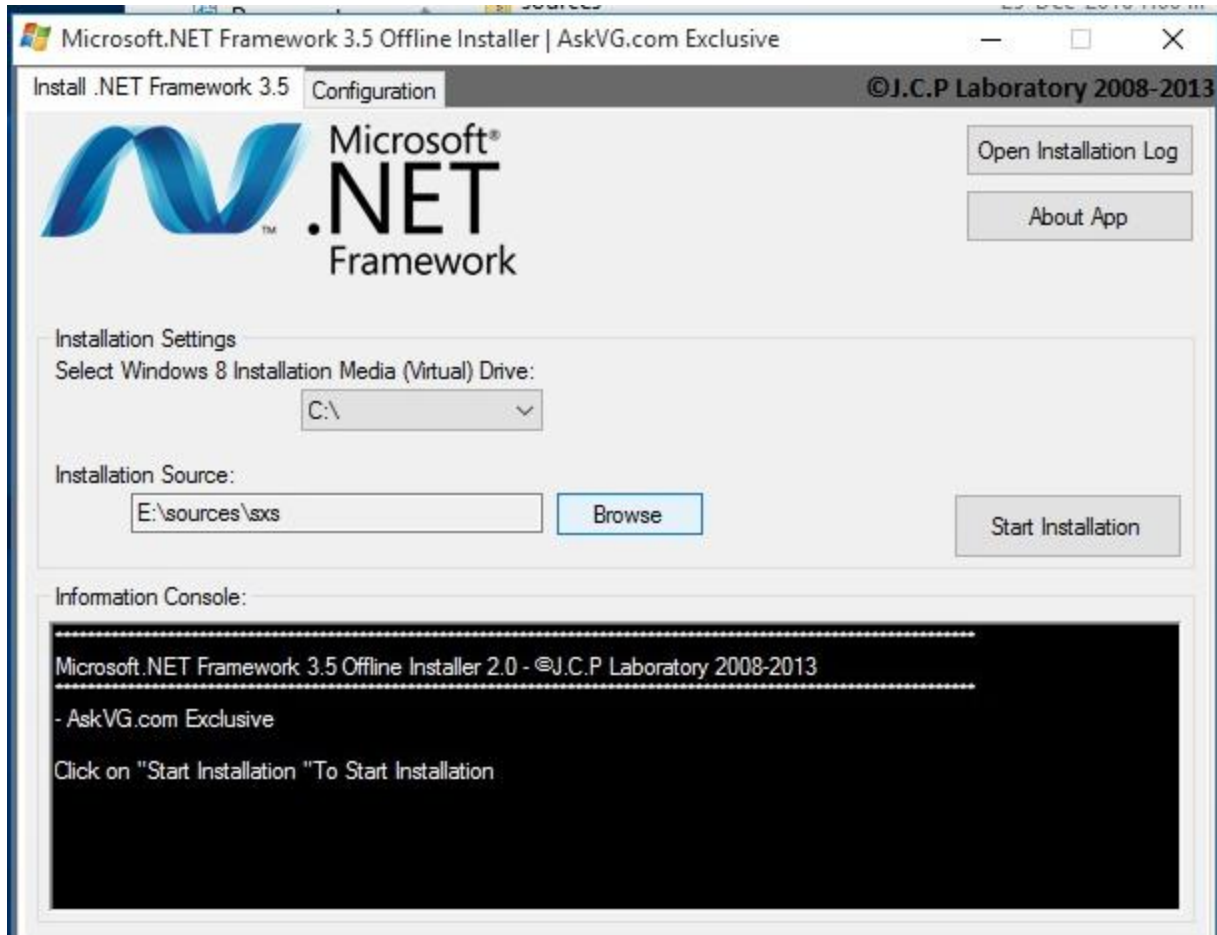 sources
Microsoft.NET Framework 3.5 Offline Installer | AskVG.com Exclusive
Install .NET Framework 3.5 Configuration ©J.C.P Laboratory 2008-2013
Microsoft®
.NET™
Framework
Open Installation Log
About App
Installation Settings
Select Windows 8 Installation Media (Virtual) Drive:
C:\
Installation Source:
E:\sources\sxs Browse
Start Installation
Information Console:
Microsoft.NET Framework 3.5 Offline Installer 2.0 - ©J.C.P Laboratory 2008-2013
- AskVG.com Exclusive
Click on "Start Installation "To Start Installation